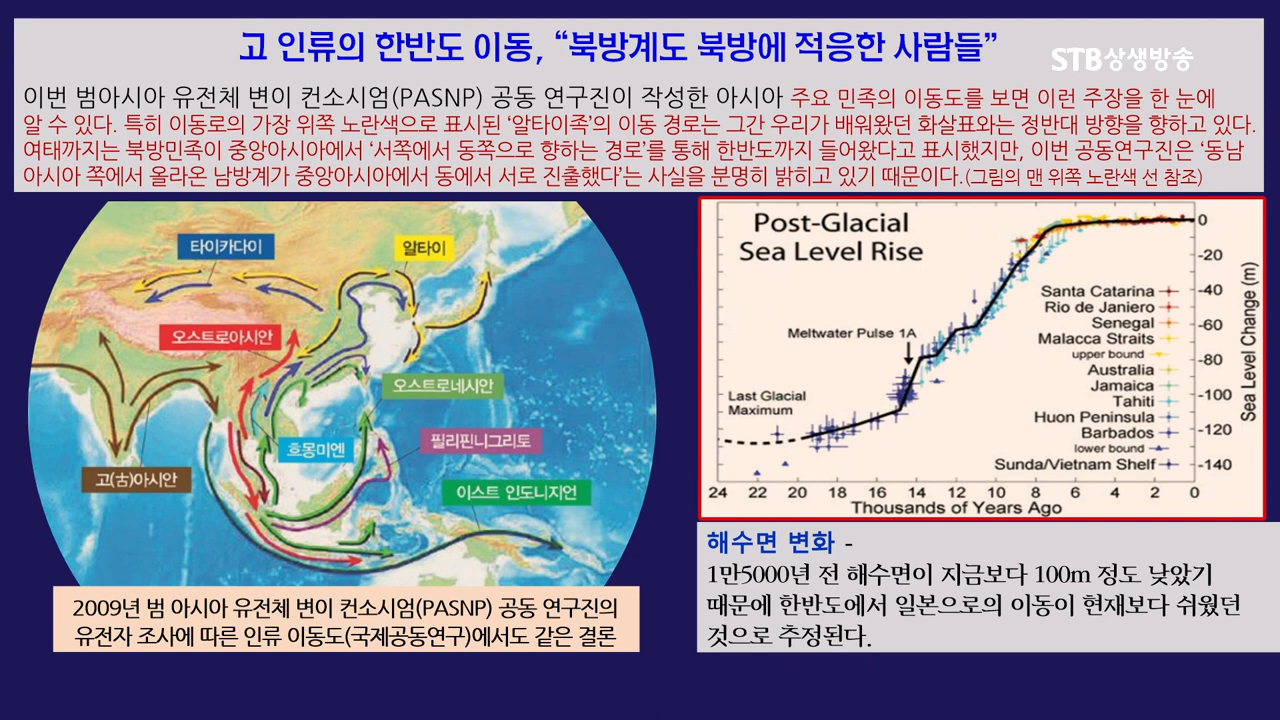 고 인류의 한반도 이동, “북방계도 북방에 적응한 사람들”
STB상생방송
이번 범아시아 유전체 변이 컨소시엄(PASNP) 공동 연구진이 작성한 아시아 주요 민족의 이동도를 보면 이런 주장을 한 눈에
알 수 있다. 특히 이동로의 가장 위쪽 노란색으로 표시된 ‘알타이족’의 이동 경로는 그간 우리가 배워왔던 화살표와는 정반대 방향을 향하고 있다.
여태까지는 북방민족이 중앙아시아에서 ‘서쪽에서 동쪽으로 향하는 경로’를 통해 한반도까지 들어왔다고 표시했지만, 이번 공동연구진은 ‘동남
아시아 쪽에서 올라온 남방계가 중앙아시아에서 동에서 서로 진출했다’는 사실을 분명히 밝히고 있기 때문이다.(그림의 맨 위쪽 노란색 선 참조)
타이카다이
알타이
오스트로아시안
오스트로네시안
흐몽미엔
필리핀니그리토
고(古)아시안
이스트 인도니지언
2009년 범 아시아 유전체 변이 컨소시엄(PASNP) 공동 연구진의
유전자 조사에 따른 인류 이동도(국제공동연구)에서도 같은 결론
Post-Glacial
Sea Level Rise
Meltwater Pulse 1A
Last Glacial
Maximum
Santa Catarina
Rio de Janiero
Senegal
Malacca Straits
upper bound
Australia
Jamaica
Tahiti
Huon Peninsula
Barbados
lower bound
Sunda/Vietnam Shelf
0
-20
-40
-60
-80
-100
-120
-140
Sea Level Change (m)
24 22 20 18 16 14 12 10 8 6 4 2 0
Thousands of Years Ago
해수면 변화 -
1만5000년 전 해수면이 지금보다 100m 정도 낮았기
때문에 한반도에서 일본으로의 이동이 현재보다 쉬웠던
것으로 추정된다.